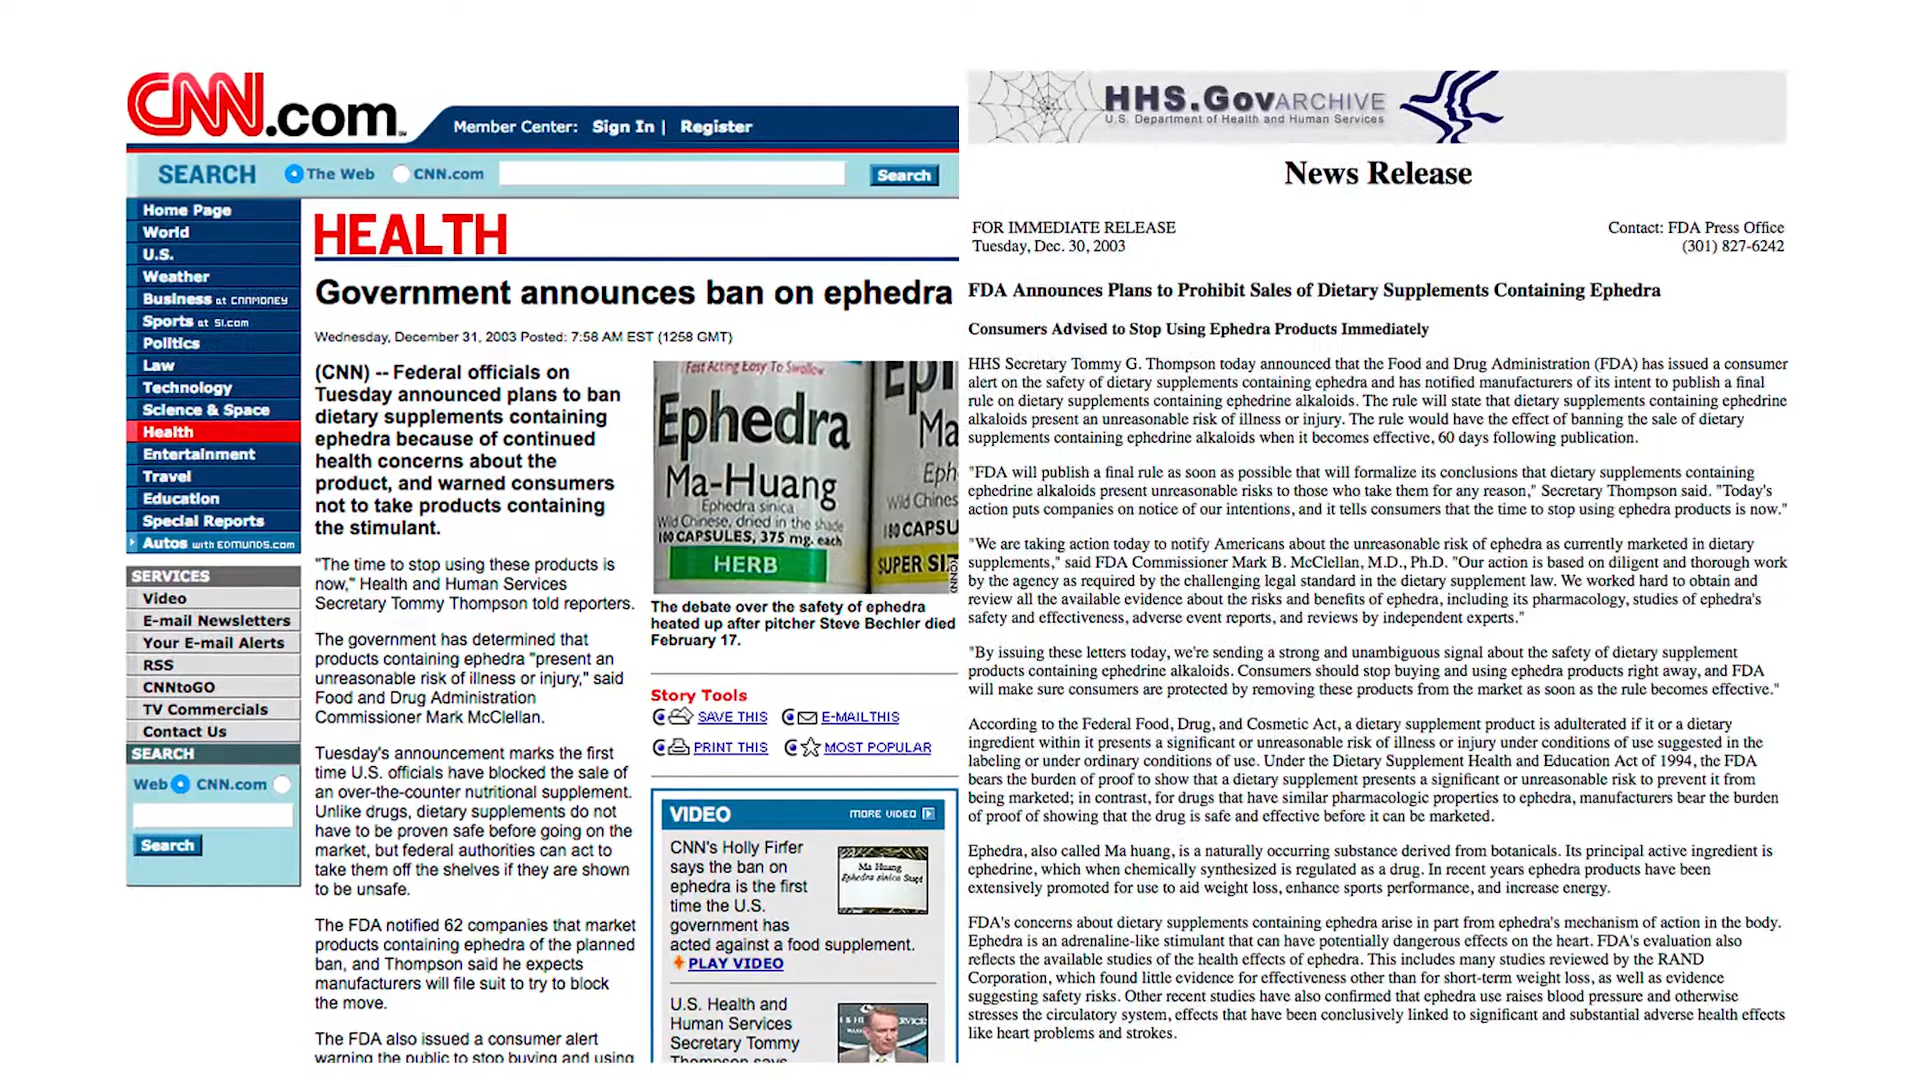 CNN.com
Member Center: Sign In | Register
SEARCH The Web CNN.com Search
Home Page
World
U.S.
Weather
Business at CNNMONEY
Sports at SI.com
Politics
Law
Technology
Science & Space
Health
Entertainment
Travel
Education
Special Reports
Autos with EDMUNDS.com
SERVICES
Video
E-mail Newsletters
Your E-mail Alerts
RSS
CNNtoGO
TV Commercials
Contact Us
SEARCH
Web CNN.com
Search
HEALTH
Government announces ban on ephedra
Wednesday, December 31, 2003 Posted: 7:58 AM EST (1258 GMT)
(CNN) -- Federal officials on
Tuesday announced plans to ban
dietary supplements containing
ephedra because of continued
health concerns about the
product, and warned consumers
not to take products containing
the stimulant.
"The time to stop using these products is
now," Health and Human Services
Secretary Tommy Thompson told reporters.
The government has determined that
products containing ephedra "present an
unreasonable risk of illness or injury," said
Food and Drug Administration
Commissioner Mark McClellan.
Tuesday's announcement marks the first
time U.S. officials have blocked the sale of
an over-the-counter nutritional supplement.
Unlike drugs, dietary supplements do not
have to be proven safe before going on the
market, but federal authorities can act to
take them off the shelves if they are shown
to be unsafe.
The FDA notified 62 companies that market
products containing ephedra of the planned
ban, and Thompson said he expects
manufacturers will file suit to try to block
the move.
The FDA also issued a consumer alert
warning the public to stop buying and using
Fast Acting Easy To Swallow
Ephedra
Ma-Huang
Ephedra sinica
Wild Chinese, dried in the shade
100 CAPSULES, 375 mg. each
HERB
Epl
Ma
Eph
Wild Chines
180 CAPSU
SUPER SIZ
The debate over the safety of ephedra
heated up after pitcher Steve Bechler died
February 17.
Story Tools
SAVE THIS E-MAIL THIS
PRINT THIS MOST POPULAR
VIDEO MORE VIDEO
CNN's Holly Firfer
says the ban on
ephedra is the first
time the U.S.
government has
acted against a food supplement.
PLAY VIDEO
Ma Huang
Ephedra sinica Stapf
U.S. Health and
Human Services
Secretary Tommy
Thompson says
HHS.Gov ARCHIVE
U.S. Department of Health and Human Services
News Release
FOR IMMEDIATE RELEASE
Tuesday, Dec. 30, 2003
Contact: FDA Press Office
(301) 827-6242
FDA Announces Plans to Prohibit Sales of Dietary Supplements Containing Ephedra
Consumers Advised to Stop Using Ephedra Products Immediately
HHS Secretary Tommy G. Thompson today announced that the Food and Drug Administration (FDA) has issued a consumer
alert on the safety of dietary supplements containing ephedra and has notified manufacturers of its intent to publish a final
rule on dietary supplements containing ephedrine alkaloids. The rule will state that dietary supplements containing ephedrine
alkaloids present an unreasonable risk of illness or injury. The rule would have the effect of banning the sale of dietary
supplements containing ephedrine alkaloids when it becomes effective, 60 days following publication.
"FDA will publish a final rule as soon as possible that will formalize its conclusions that dietary supplements containing
ephedrine alkaloids present unreasonable risks to those who take them for any reason," Secretary Thompson said. "Today's
action puts companies on notice of our intentions, and it tells consumers that the time to stop using ephedra products is now."
"We are taking action today to notify Americans about the unreasonable risk of ephedra as currently marketed in dietary
supplements," said FDA Commissioner Mark B. McClellan, M.D., Ph.D. "Our action is based on diligent and thorough work
by the agency as required by the challenging legal standard in the dietary supplement law. We worked hard to obtain and
review all the available evidence about the risks and benefits of ephedra, including its pharmacology, studies of ephedra's
safety and effectiveness, adverse event reports, and reviews by independent experts."
"By issuing these letters today, we're sending a strong and unambiguous signal about the safety of dietary supplement
products containing ephedrine alkaloids. Consumers should stop buying and using ephedra products right away, and FDA
will make sure consumers are protected by removing these products from the market as soon as the rule becomes effective."
According to the Federal Food, Drug, and Cosmetic Act, a dietary supplement product is adulterated if it or a dietary
ingredient within it presents a significant or unreasonable risk of illness or injury under conditions of use suggested in the
labeling or under ordinary conditions of use. Under the Dietary Supplement Health and Education Act of 1994, the FDA
bears the burden of proof to show that a dietary supplement presents a significant or unreasonable risk to prevent it from
being marketed; in contrast, for drugs that have similar pharmacologic properties to ephedra, manufacturers bear the burden
of proof of showing that the drug is safe and effective before it can be marketed.
Ephedra, also called Ma huang, is a naturally occurring substance derived from botanicals. Its principal active ingredient is
ephedrine, which when chemically synthesized is regulated as a drug. In recent years ephedra products have been
extensively promoted for use to aid weight loss, enhance sports performance, and increase energy.
FDA's concerns about dietary supplements containing ephedra arise in part from ephedra's mechanism of action in the body.
Ephedra is an adrenaline-like stimulant that can have potentially dangerous effects on the heart. FDA's evaluation also
reflects the available studies of the health effects of ephedra. This includes many studies reviewed by the RAND
Corporation, which found little evidence for effectiveness other than for short-term weight loss, as well as evidence
suggesting safety risks. Other recent studies have also confirmed that ephedra use raises blood pressure and otherwise
stresses the circulatory system, effects that have been conclusively linked to significant and substantial adverse health effects
like heart problems and strokes.